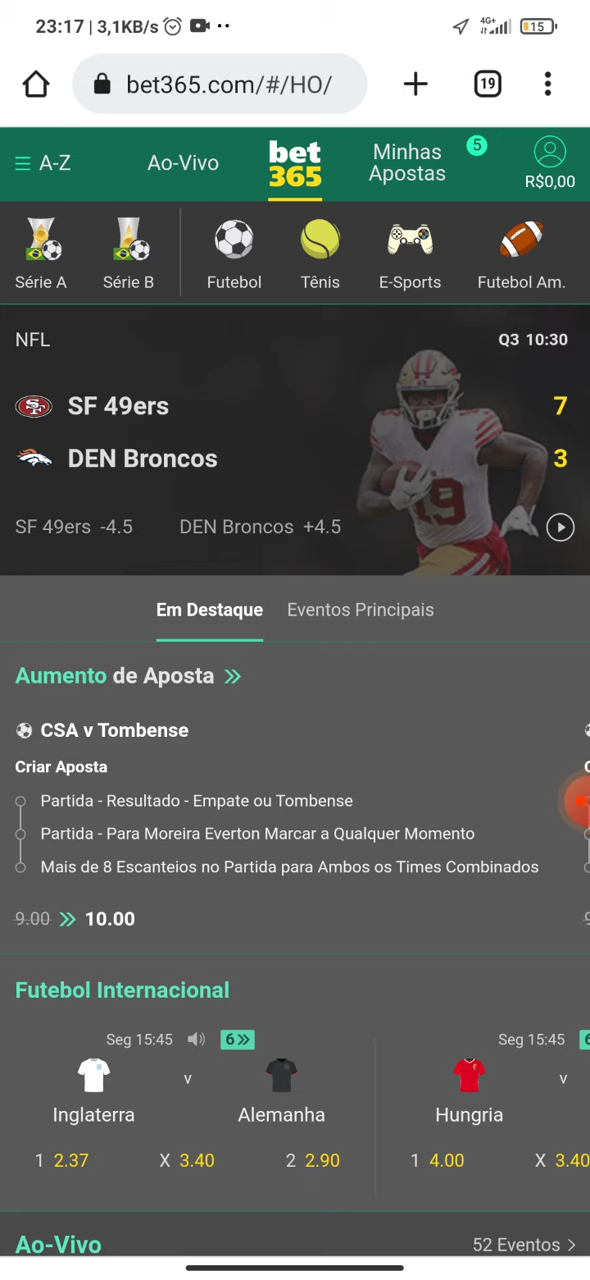 23:17 | 3,1KB/s
4G+
15
bet365.com/#/HO/
19
A-Z
Ao-Vivo
bet
365
Minhas
Apostas
5
R$0,00
Série A
Série B
Futebol
Tênis
E-Sports
Futebol Am.
NFL
Q3 10:30
SF 49ers
7
DEN Broncos
3
SF 49ers -4.5
DEN Broncos +4.5
19
Em Destaque
Eventos Principais
Aumento de Aposta
CSA v Tombense
Criar Aposta
Partida - Resultado - Empate ou Tombense
Partida - Para Moreira Everton Marcar a Qualquer Momento
Mais de 8 Escanteios no Partida para Ambos os Times Combinados
9.00 10.00
Futebol Internacional
Seg 15:45 6
Inglaterra v Alemanha
1 2.37 X 3.40 2 2.90
Seg 15:45 6
Hungria v
1 4.00 X 3.40
Ao-Vivo
52 Eventos